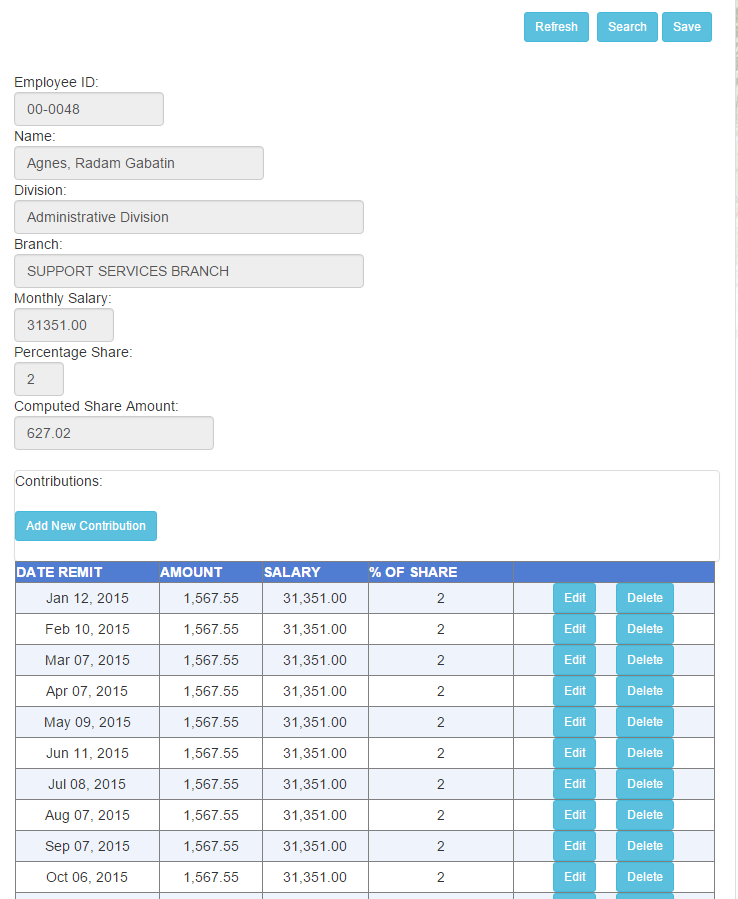 Refresh Search Save
Employee ID:
00-0048
Name:
Agnes, Radam Gabatin
Division:
Administrative Division
Branch:
SUPPORT SERVICES BRANCH
Monthly Salary:
31351.00
Percentage Share:
2
Computed Share Amount:
627.02
Contributions:
Add New Contribution
DATE REMIT AMOUNT SALARY % OF SHARE
Jan 12, 2015 1,567.55 31,351.00 2 Edit Delete
Feb 10, 2015 1,567.55 31,351.00 2 Edit Delete
Mar 07, 2015 1,567.55 31,351.00 2 Edit Delete
Apr 07, 2015 1,567.55 31,351.00 2 Edit Delete
May 09, 2015 1,567.55 31,351.00 2 Edit Delete
Jun 11, 2015 1,567.55 31,351.00 2 Edit Delete
Jul 08, 2015 1,567.55 31,351.00 2 Edit Delete
Aug 07, 2015 1,567.55 31,351.00 2 Edit Delete
Sep 07, 2015 1,567.55 31,351.00 2 Edit Delete
Oct 06, 2015 1,567.55 31,351.00 2 Edit Delete